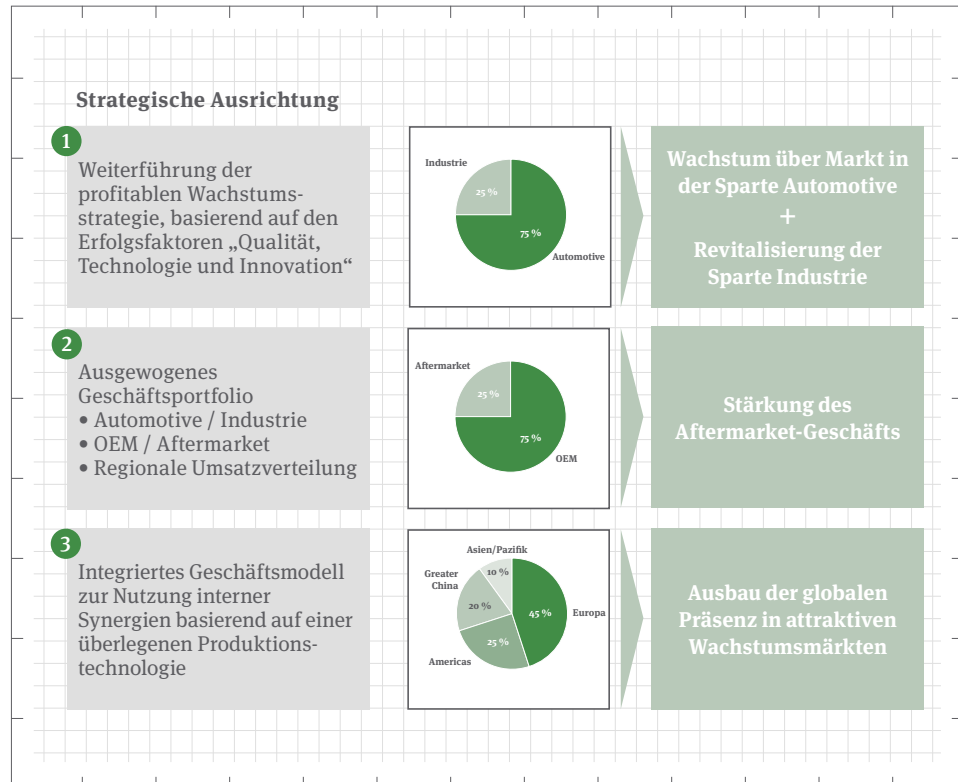 Strategische Ausrichtung
1
Weiterführung der
profitablen Wachstums-
strategie, basierend auf den
Erfolgsfaktoren „Qualität,
Technologie und Innovation“
Industrie
25 %
75 %
Automotive
Wachstum über Markt in
der Sparte Automotive
+
Revitalisierung der
Sparte Industrie
2
Ausgewogenes
Geschäftsportfolio
• Automotive / Industrie
• OEM / Aftermarket
• Regionale Umsatzverteilung
Aftermarket
25 %
75 %
OEM
Stärkung des
Aftermarket-Geschäfts
3
Integriertes Geschäftsmodell
zur Nutzung interner
Synergien basierend auf einer
überlegenen Produktions-
technologie
Asien/Pazifik
10 %
Greater
China
20 %
45 %
Europa
25 %
Americas
Ausbau der globalen
Präsenz in attraktiven
Wachstumsmärkten